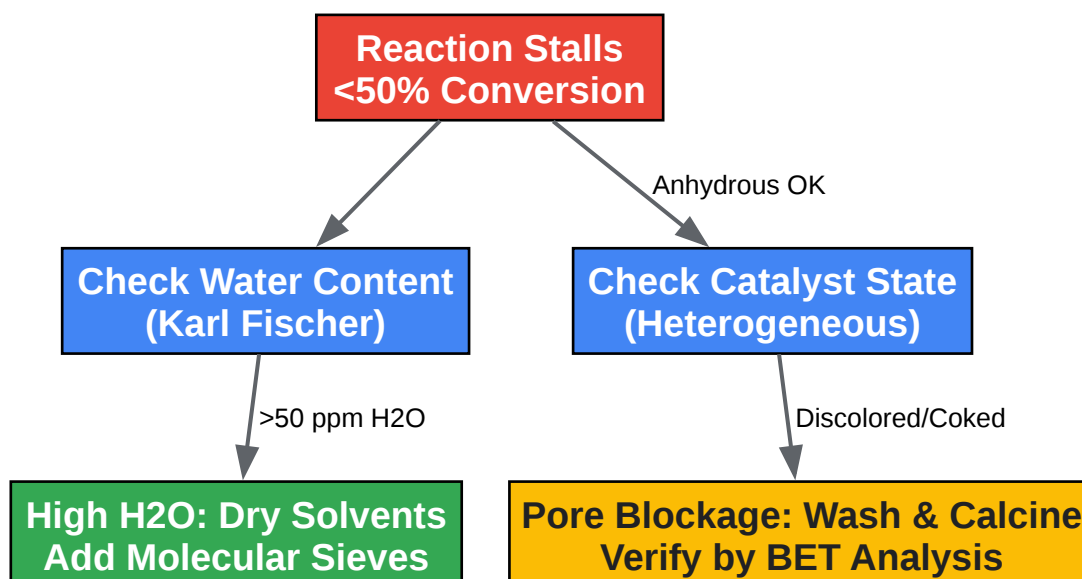 Reaction Stalls
<50% Conversion
Anhydrous OK
Check Water Content
(Karl Fischer)
Check Catalyst State
(Heterogeneous)
>50 ppm H2O
Discolored/Coked
High H2O: Dry Solvents
Add Molecular Sieves
Pore Blockage: Wash & Calcine
Verify by BET Analysis